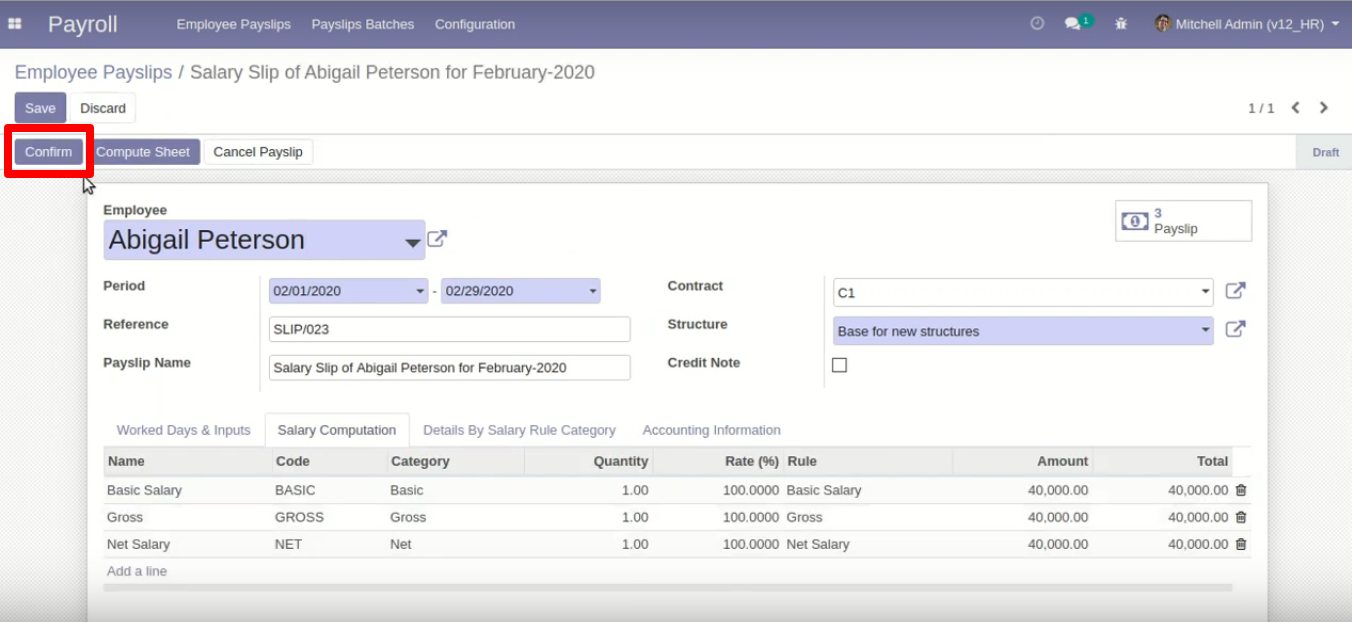 Payroll Employee Payslips Payslips Batches Configuration 1 Mitchell Admin (v12_HR)
Employee Payslips / Salary Slip of Abigail Peterson for February-2020
Save Discard 1 / 1
Confirm Compute Sheet Cancel Payslip Draft
Employee
Abigail Peterson
3
Payslip
Period 02/01/2020 - 02/29/2020 Contract C1
Reference SLIP/023 Structure Base for new structures
Payslip Name Salary Slip of Abigail Peterson for February-2020 Credit Note
Worked Days & Inputs Salary Computation Details By Salary Rule Category Accounting Information
Name Code Category Quantity Rate (%) Rule Amount Total
Basic Salary BASIC Basic 1.00 100.0000 Basic Salary 40,000.00 40,000.00
Gross GROSS Gross 1.00 100.0000 Gross 40,000.00 40,000.00
Net Salary NET Net 1.00 100.0000 Net Salary 40,000.00 40,000.00
Add a line